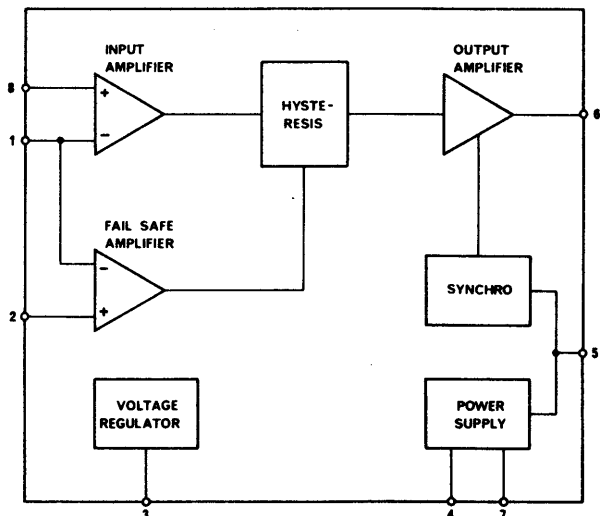 INPUT
AMPLIFIER
OUTPUT
AMPLIFIER
8
+
HYSTE-
RESIS
6
1
−
FAIL SAFE
AMPLIFIER
−
SYNCHRO
2
+
5
VOLTAGE
REGULATOR
POWER
SUPPLY
3
4
7